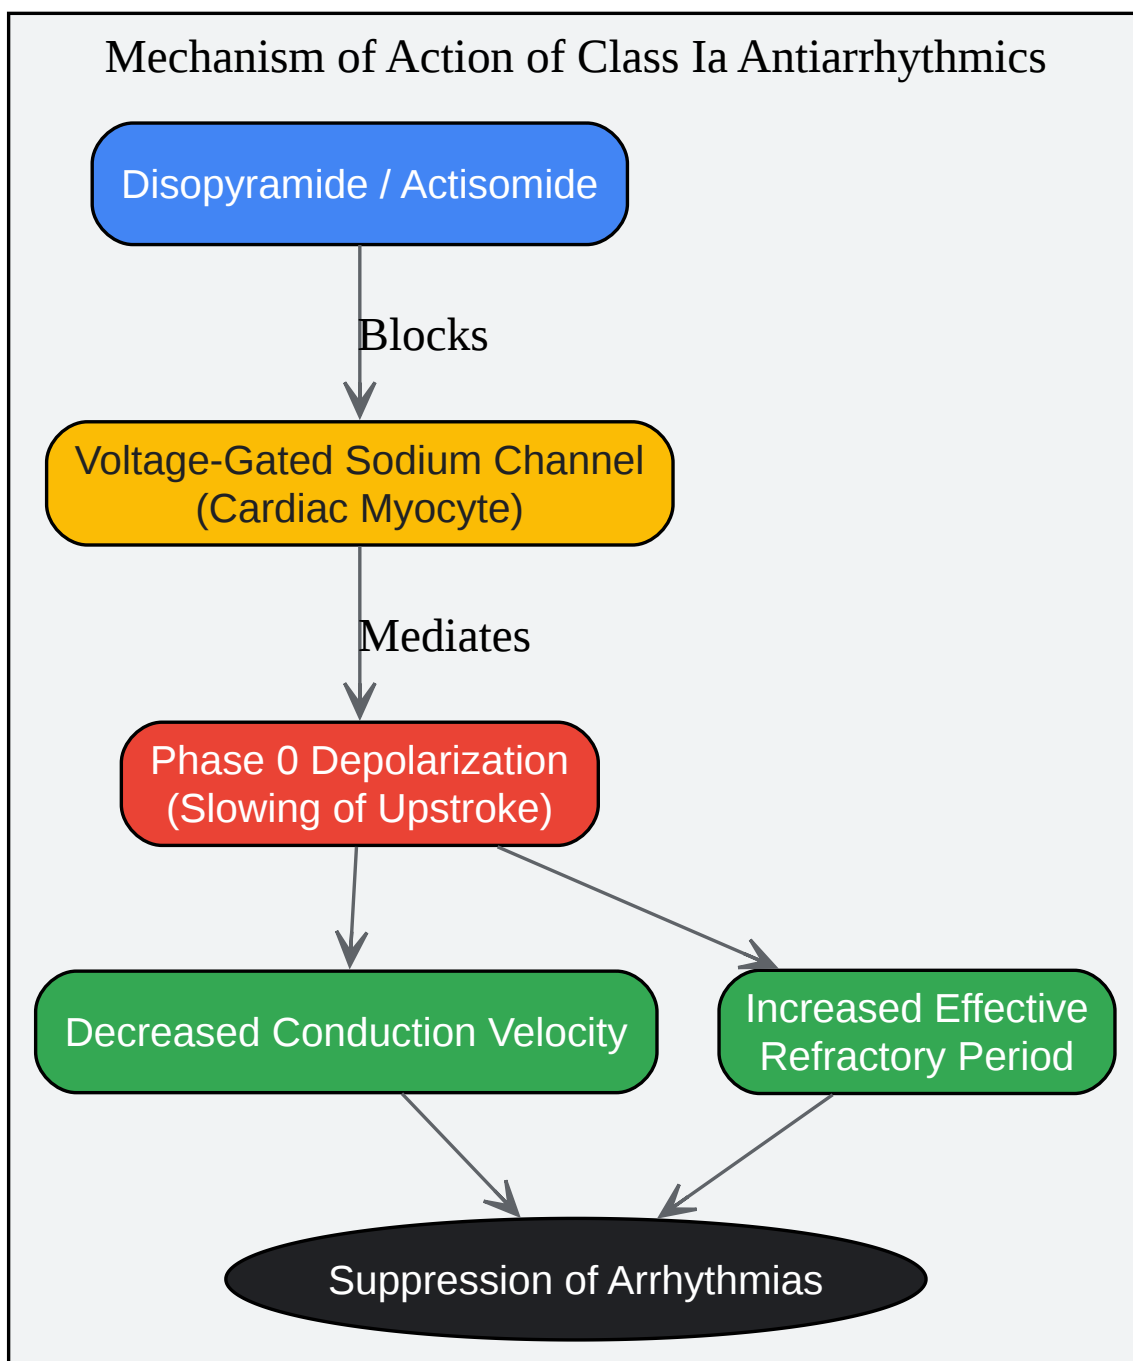 Mechanism of Action of Class Ia Antiarrhythmics
Disopyramide / Actisomide
Blocks
Voltage-Gated Sodium Channel
(Cardiac Myocyte)
Mediates
Phase 0 Depolarization
(Slowing of Upstroke)
Decreased Conduction Velocity
Increased Effective
Refractory Period
Suppression of Arrhythmias